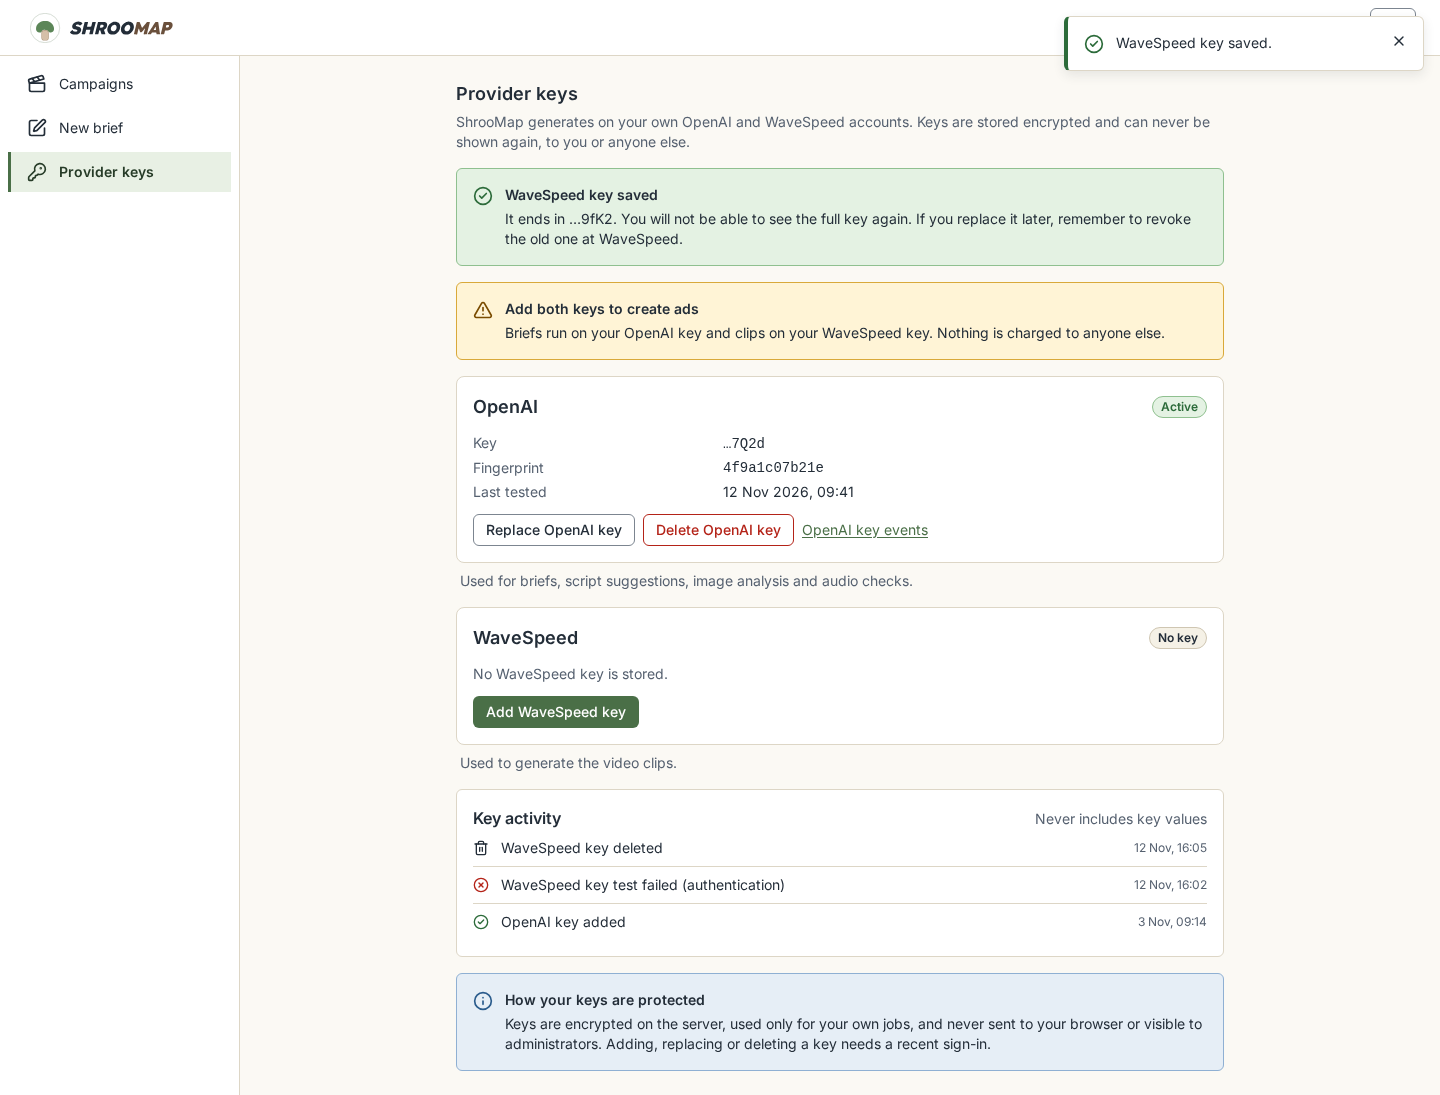 SHROOMAP
WaveSpeed key saved.
Campaigns
New brief
Provider keys
Provider keys
ShrooMap generates on your own OpenAI and WaveSpeed accounts. Keys are stored encrypted and can never be
shown again, to you or anyone else.
WaveSpeed key saved
It ends in ...9fK2. You will not be able to see the full key again. If you replace it later, remember to revoke
the old one at WaveSpeed.
Add both keys to create ads
Briefs run on your OpenAI key and clips on your WaveSpeed key. Nothing is charged to anyone else.
OpenAI
Active
Key
…7Q2d
Fingerprint
4f9a1c07b21e
Last tested
12 Nov 2026, 09:41
Replace OpenAI key
Delete OpenAI key
OpenAI key events
Used for briefs, script suggestions, image analysis and audio checks.
WaveSpeed
No key
No WaveSpeed key is stored.
Add WaveSpeed key
Used to generate the video clips.
Key activity
Never includes key values
WaveSpeed key deleted
12 Nov, 16:05
WaveSpeed key test failed (authentication)
12 Nov, 16:02
OpenAI key added
3 Nov, 09:14
How your keys are protected
Keys are encrypted on the server, used only for your own jobs, and never sent to your browser or visible to
administrators. Adding, replacing or deleting a key needs a recent sign-in.